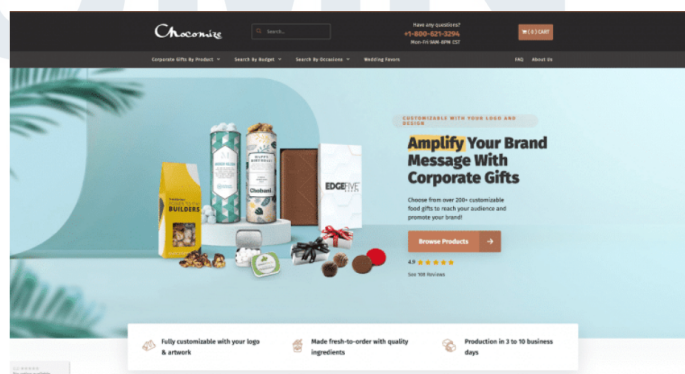 Chocomize
Search...
Have any questions?
+1-800-621-3294
Mon-Fri 9AM-6PM EST
( 0 ) CART
Corporate Gifts By Product
Search By Budget
Search By Occasions
Wedding Favors
FAQ
About Us
CUSTOMIZABLE WITH YOUR LOGO AND
DESIGN
Amplify Your Brand
Message With
Corporate Gifts
Choose from over 200+ customizable
food gifts to reach your audience and
promote your brand!
Browse Products
4.9
BUILDERS
Chobani
EDGEFIVE
Fully customizable with your logo
& artwork
Made fresh-to-order with quality
ingredients
Production in 3 to 10 business
days